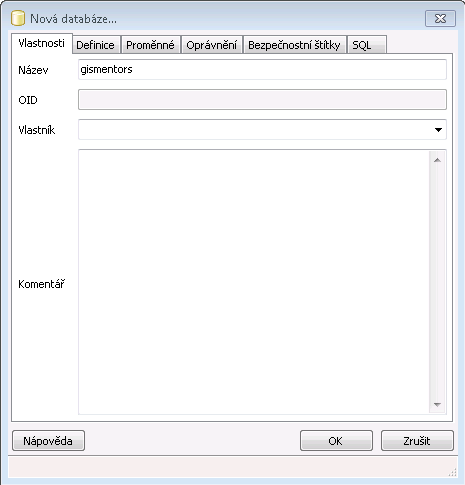 Nová databáze...
Vlastnosti Definice Proměnné Oprávnění Bezpečnostní štítky SQL
Název gismentors
OID
Vlastník
Komentář
Nápověda OK Zrušit